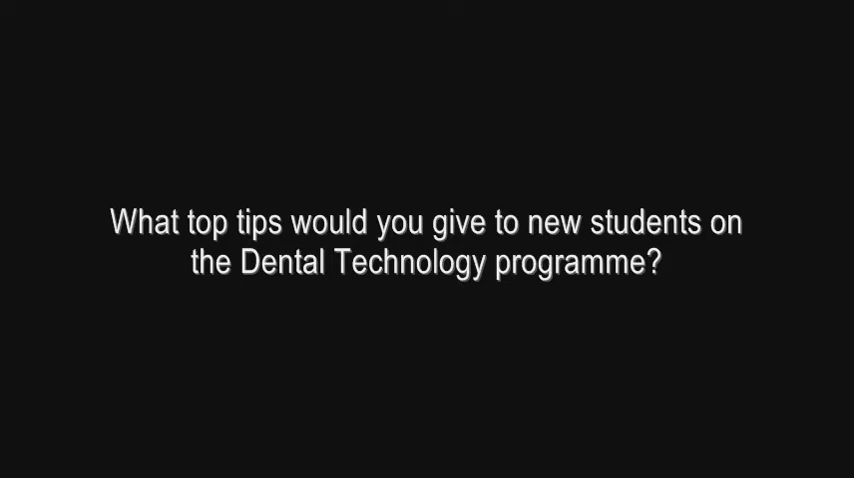 What top tips would you give to new students on
the Dental Technology programme?